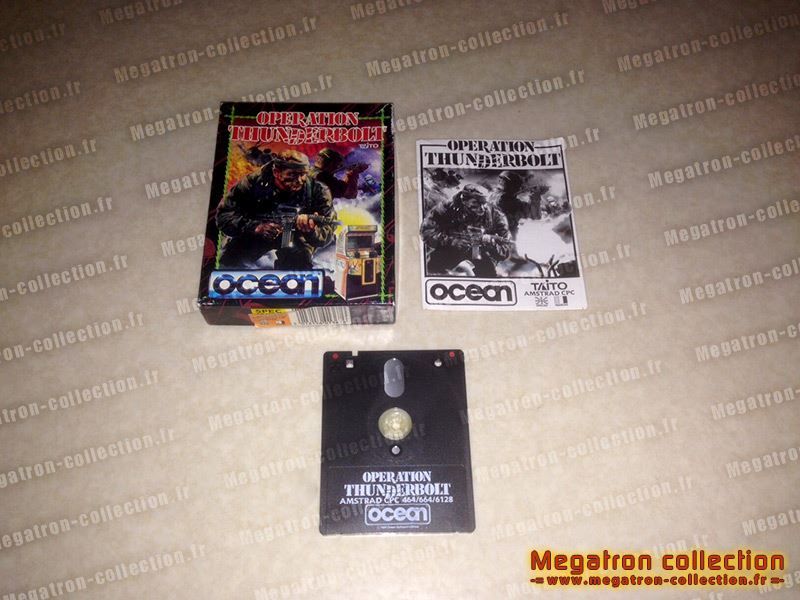 OPERATION
THUNDERBOLT
TAITO
ocean
SPEC
OPERATION
THUNDERBOLT
ocean
TAITO
AMSTRAD CPC
OPERATION
THUNDERBOLT
AMSTRAD CPC 464/664/6128
ocean
Megatron-collection.fr
Megatron collection
www.megatron-collection.fr